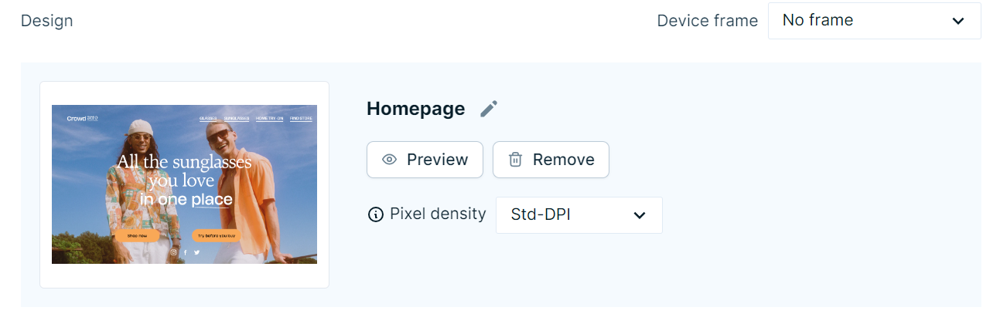 Design
Device frame
No frame
Crowd zero
GLASSES SUNGLASSES HOME TRY ON FIND STORE
All the sunglasses
you love
in one place
Shop now
Try before you buy
Homepage
Preview
Remove
Pixel density
Std-DPI